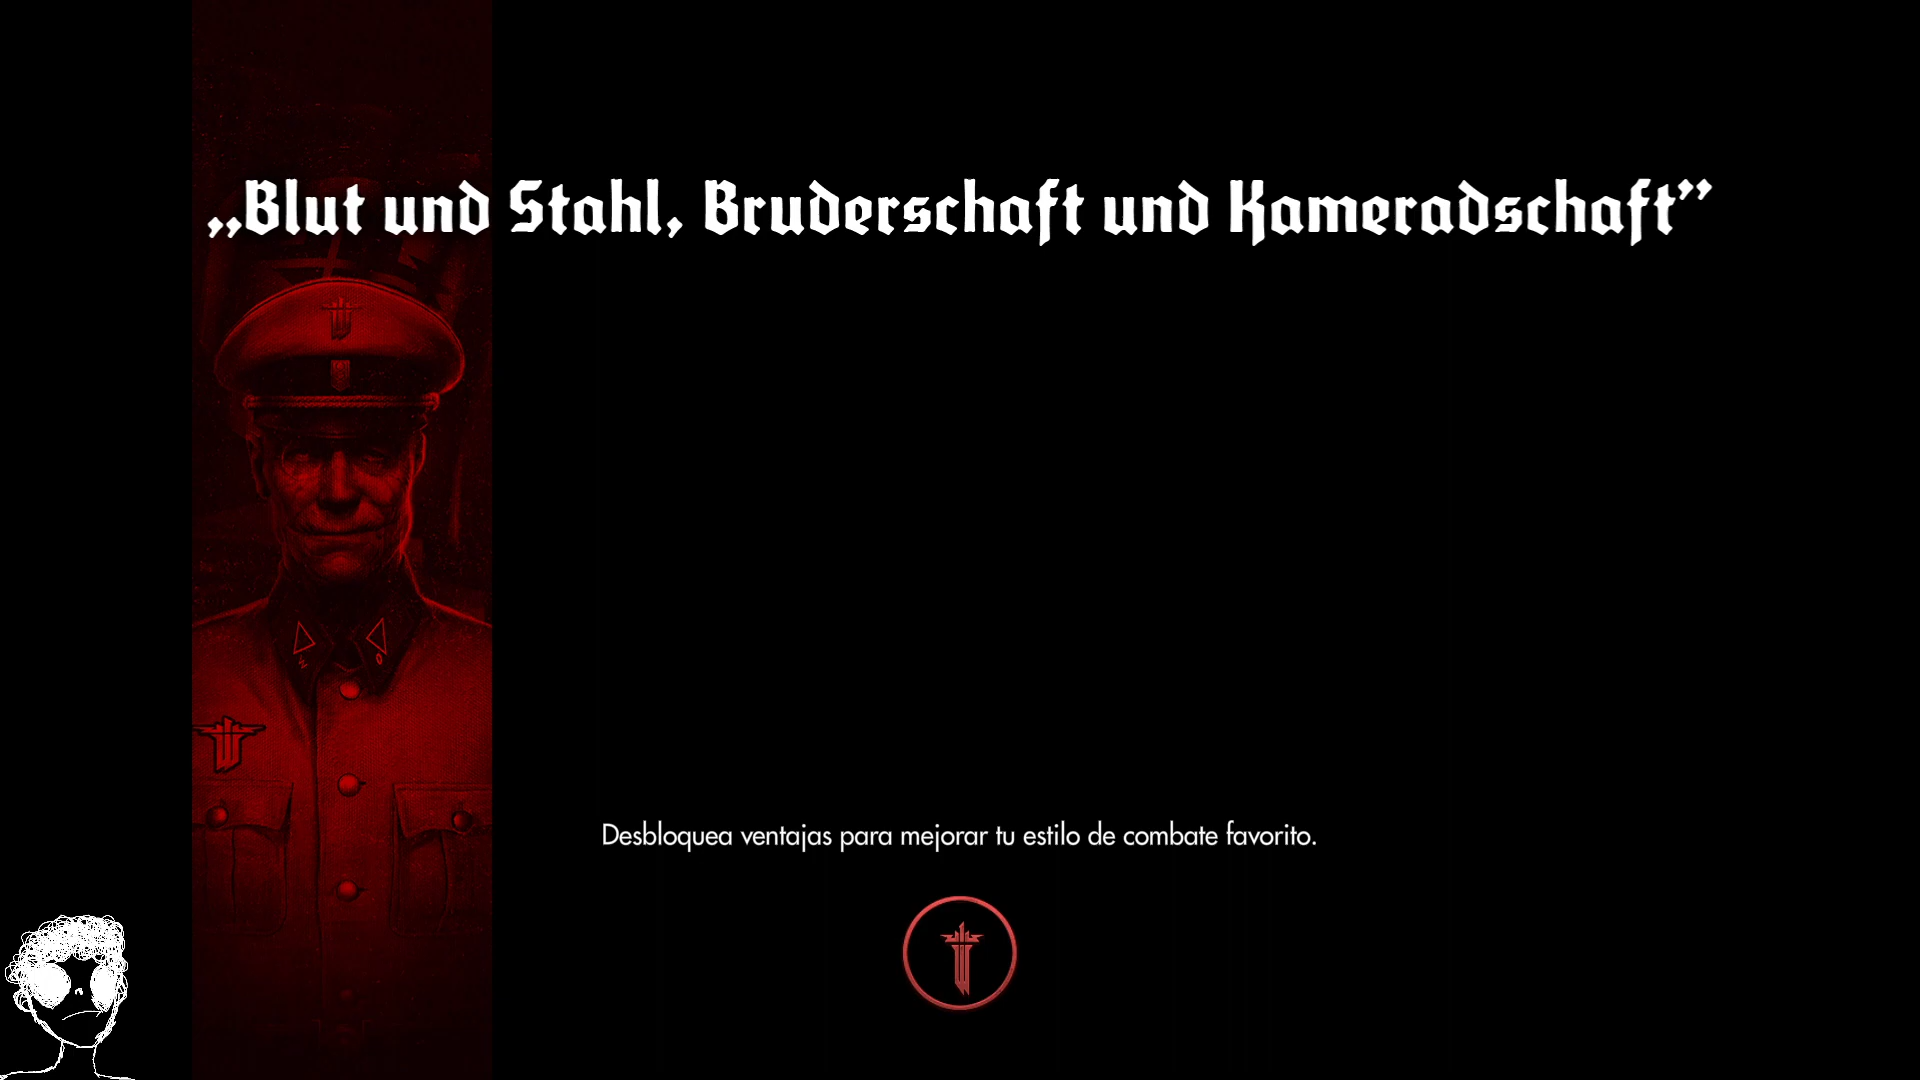 „Blut und Stahl, Bruderschaft und Kameradschaft”
Desbloquea ventajas para mejorar tu estilo de combate favorito.